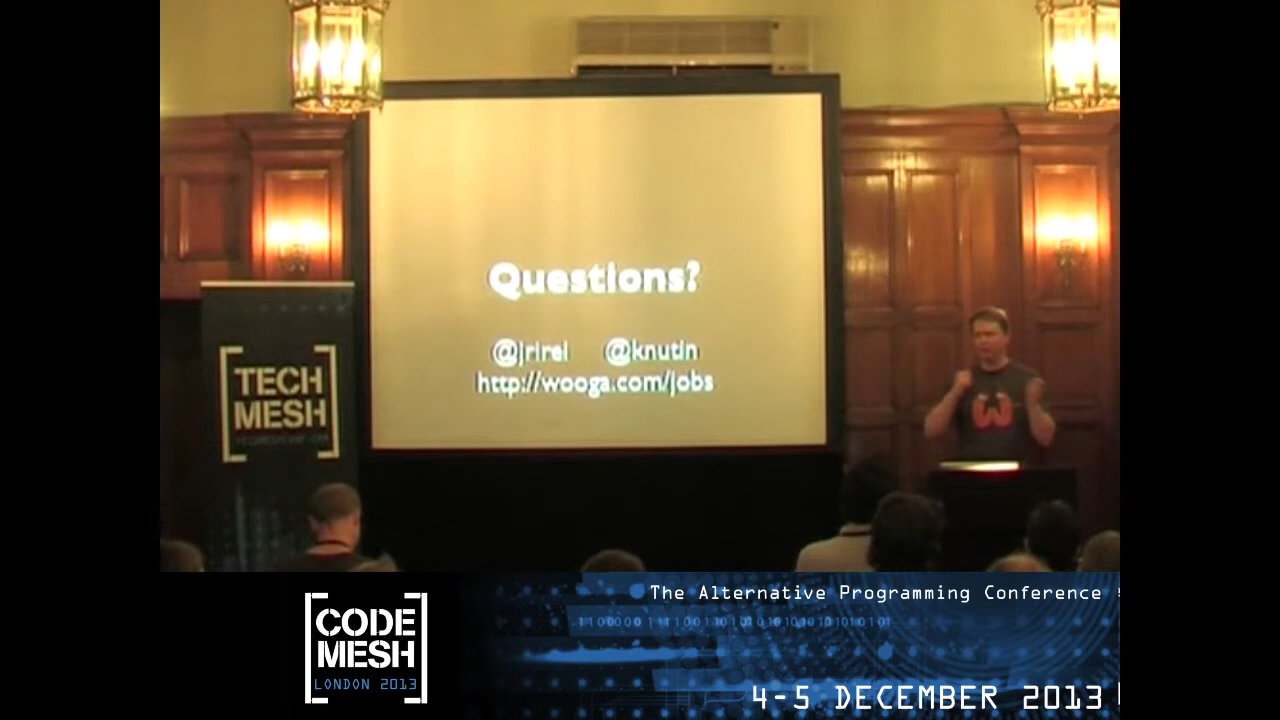 Questions?
@jrirei @knutin
http://wooga.com/jobs
TECH
MESH
W
CODE
MESH
LONDON 2013
The Alternative Programming Conference
4-5 DECEMBER 2013